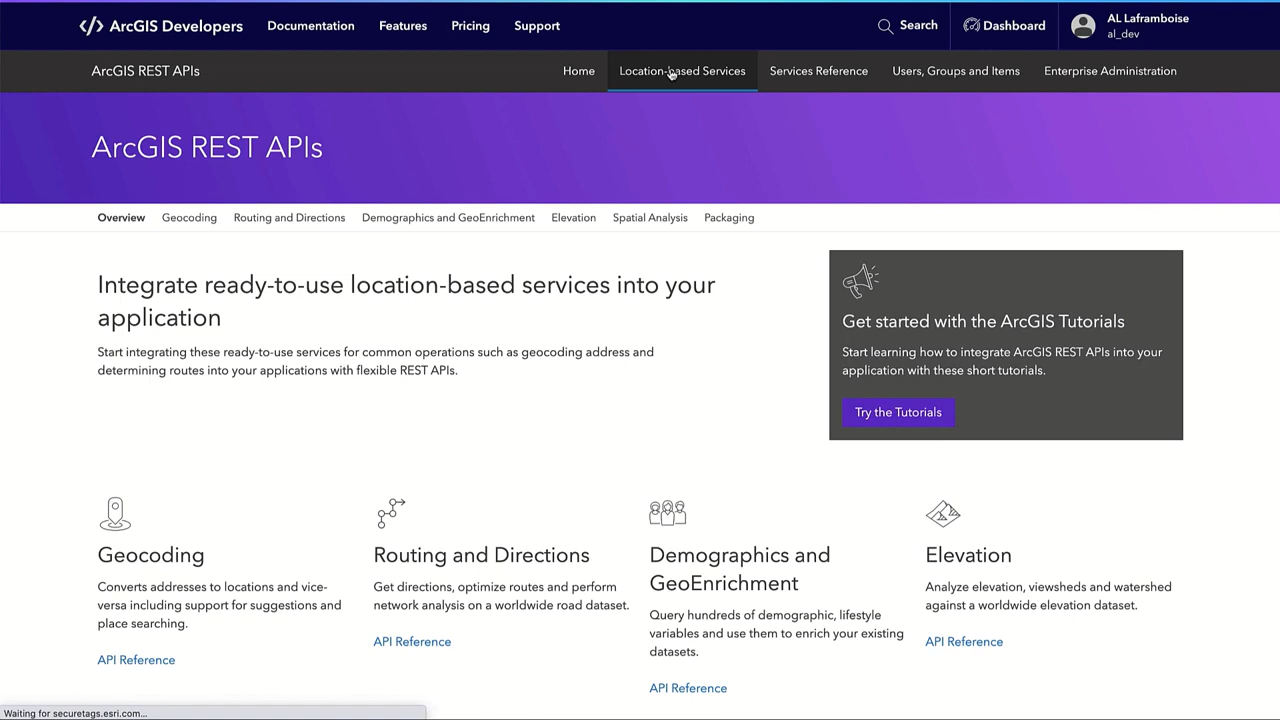 </> ArcGIS Developers Documentation Features Pricing Support Search Dashboard AL Laframboise
al_dev
ArcGIS REST APIs Home Location-based Services Services Reference Users, Groups and Items Enterprise Administration
ArcGIS REST APIs
Overview Geocoding Routing and Directions Demographics and GeoEnrichment Elevation Spatial Analysis Packaging
Integrate ready-to-use location-based services into your
application
Start integrating these ready-to-use services for common operations such as geocoding address and
determining routes into your applications with flexible REST APIs.
Get started with the ArcGIS Tutorials
Start learning how to integrate ArcGIS REST APIs into your
application with these short tutorials.
Try the Tutorials
Geocoding
Converts addresses to locations and vice-
versa including support for suggestions and
place searching.
API Reference
Routing and Directions
Get directions, optimize routes and perform
network analysis on a worldwide road dataset.
API Reference
Demographics and
GeoEnrichment
Query hundreds of demographic, lifestyle
variables and use them to enrich your existing
datasets.
API Reference
Elevation
Analyze elevation, viewsheds and watershed
against a worldwide elevation dataset.
API Reference
Waiting for securetags.esri.com...